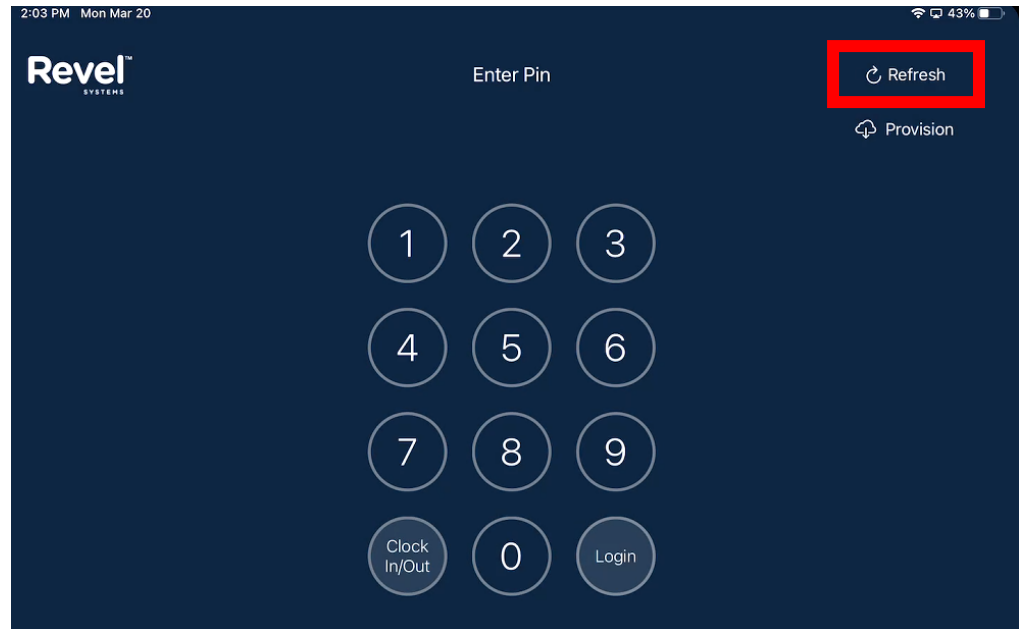 2:03 PM Mon Mar 20
43%
Revel™
SYSTEMS
Enter Pin
Refresh
Provision
1 2 3
4 5 6
7 8 9
Clock
In/Out
0
Login